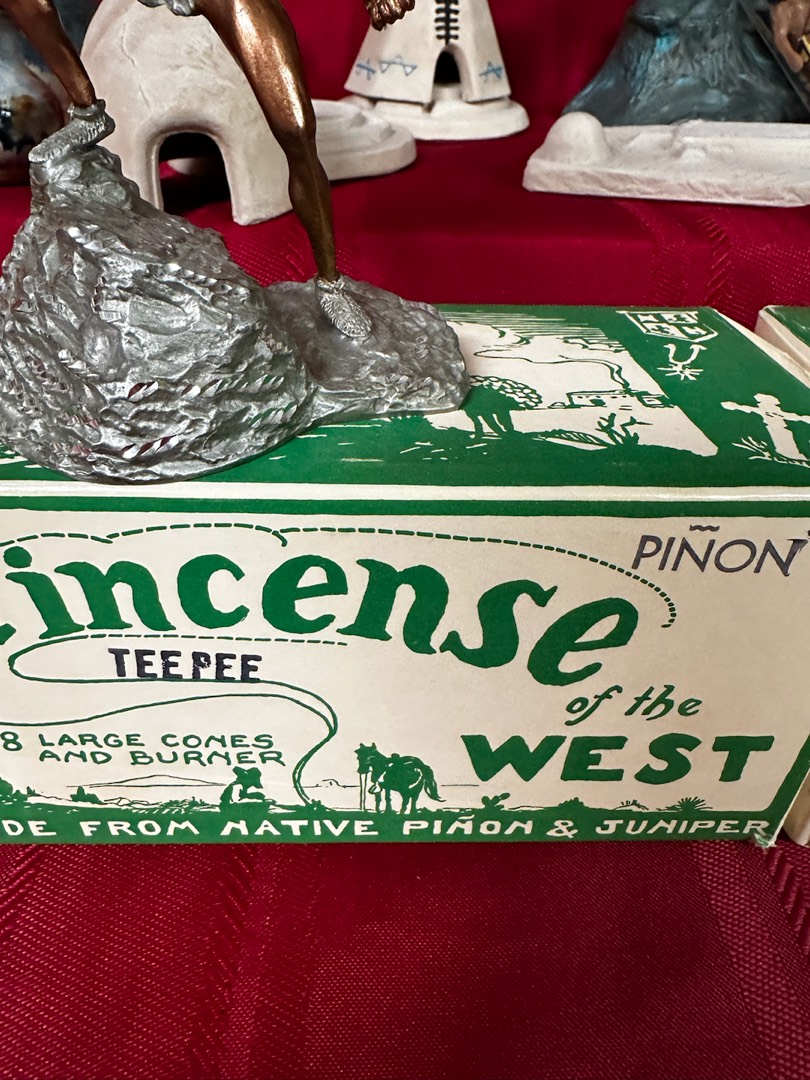 PIÑON
incense
TEEPEE
of the
8 LARGE CONES
AND BURNER
WEST
DE FROM NATIVE PIÑON & JUNIPER